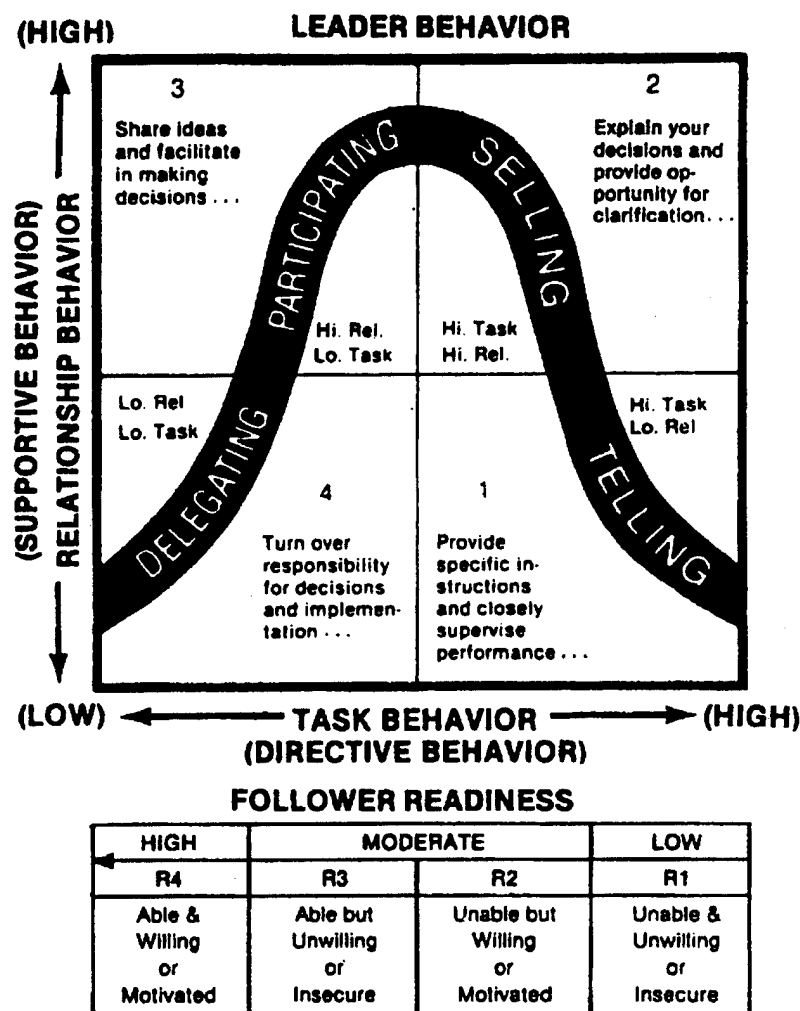 LEADER BEHAVIOR
(HIGH)
3
Share ideas
and facilitate
in making
decisions . . .
2
Explain your
decisions and
provide op-
portunity for
clarification. . .
PARTICIPATING
SELLING
Hi. Rel.
Lo. Task
Hi. Task
Hi. Rel.
(SUPPORTIVE BEHAVIOR)
RELATIONSHIP BEHAVIOR
Lo. Rel
Lo. Task
Hi. Task
Lo. Rel
DELEGATING
TELLING
4
Turn over
responsibility
for decisions
and implemen-
tation . . .
1
Provide
specific in-
structions
and closely
supervise
performance . . .
(LOW)
TASK BEHAVIOR
(HIGH)
(DIRECTIVE BEHAVIOR)
FOLLOWER READINESS
HIGH MODERATE LOW
R4 R3 R2 R1
Able & Able but Unable but Unable &
Willing Unwilling Willing Unwilling
or or or or
Motivated Insecure Motivated Insecure